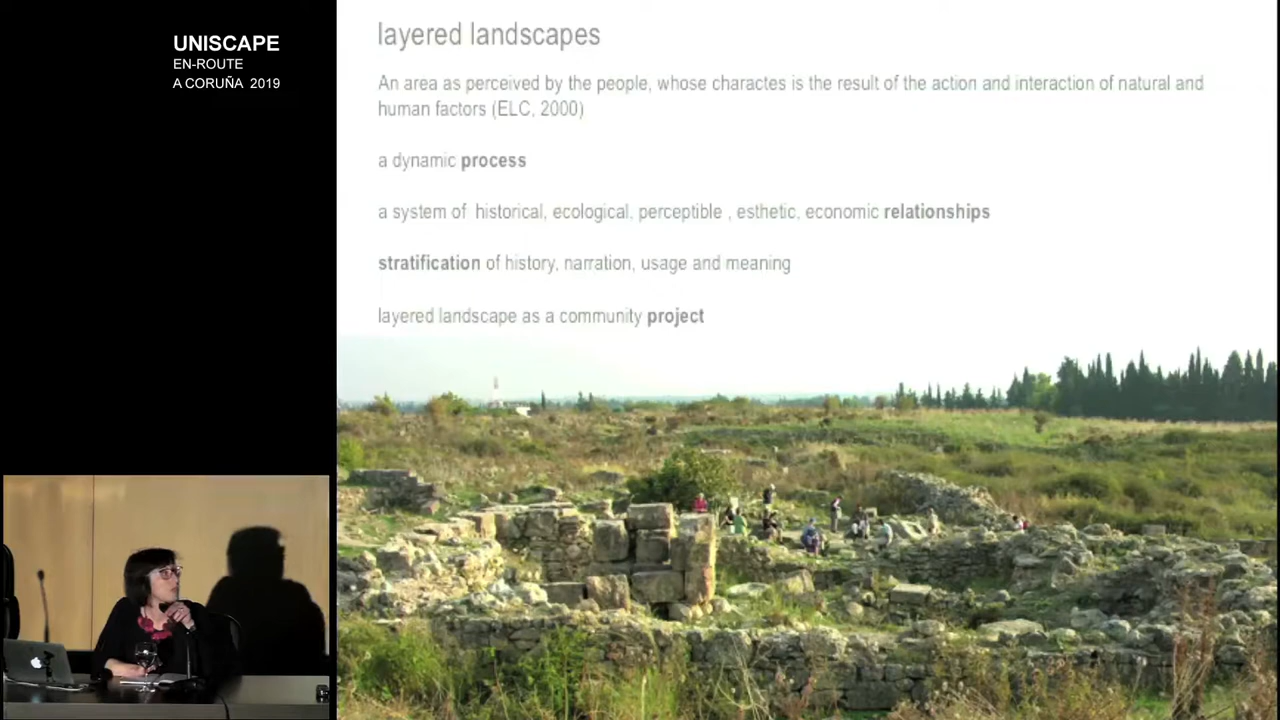 UNISCAPE
EN-ROUTE
A CORUÑA 2019
layered landscapes
An area as perceived by the people, whose charactes is the result of the action and interaction of natural and
human factors (ELC, 2000)
a dynamic process
a system of historical, ecological, perceptible , esthetic, economic relationships
stratification of history, narration, usage and meaning
layered landscape as a community project